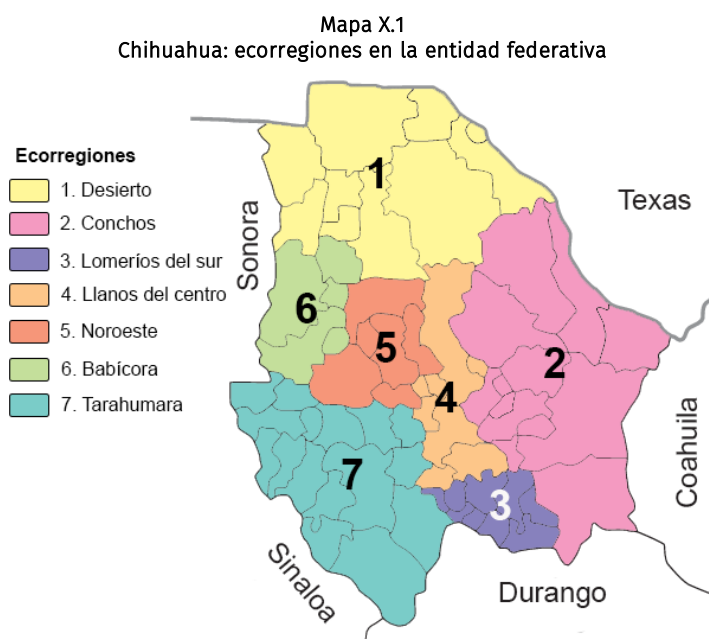 Mapa X.1
Chihuahua: ecorregiones en la entidad federativa
Ecorregiones
1. Desierto
2. Conchos
3. Lomeríos del sur
4. Llanos del centro
5. Noroeste
6. Babícora
7. Tarahumara
Sonora
Texas
Coahuila
Durango
Sinaloa
1
2
3
4
5
6
7